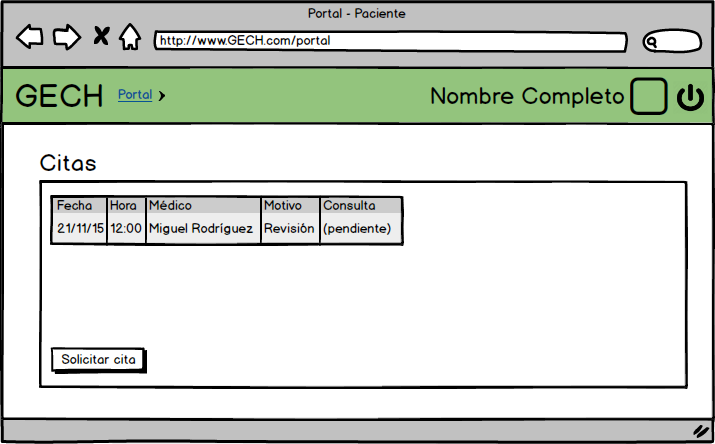 Portal - Paciente
http://www.GECH.com/portal
GECH Portal Nombre Completo
Citas
Fecha Hora Médico Motivo Consulta
21/11/15 12:00 Miguel Rodríguez Revisión (pendiente)
Solicitar cita